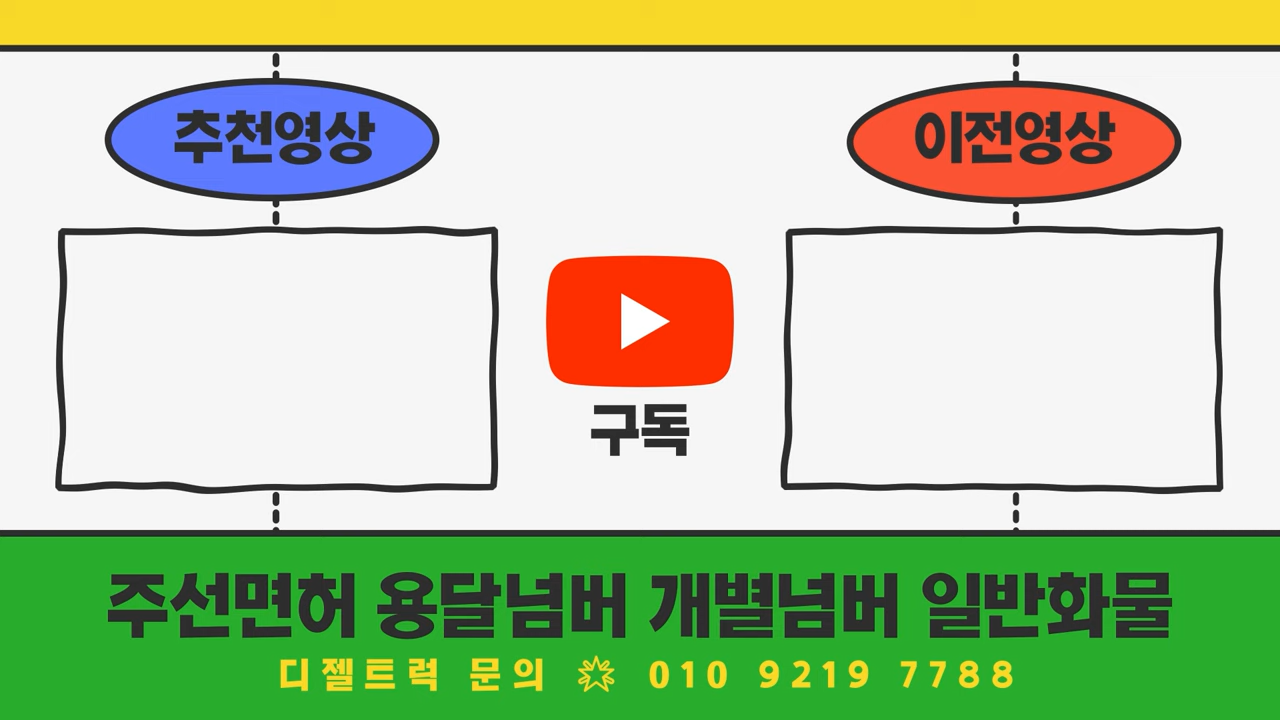 추천영상
이전영상
구독
주선면허 용달넘버 개별넘버 일반화물
디젤트럭 문의 010 9219 7788